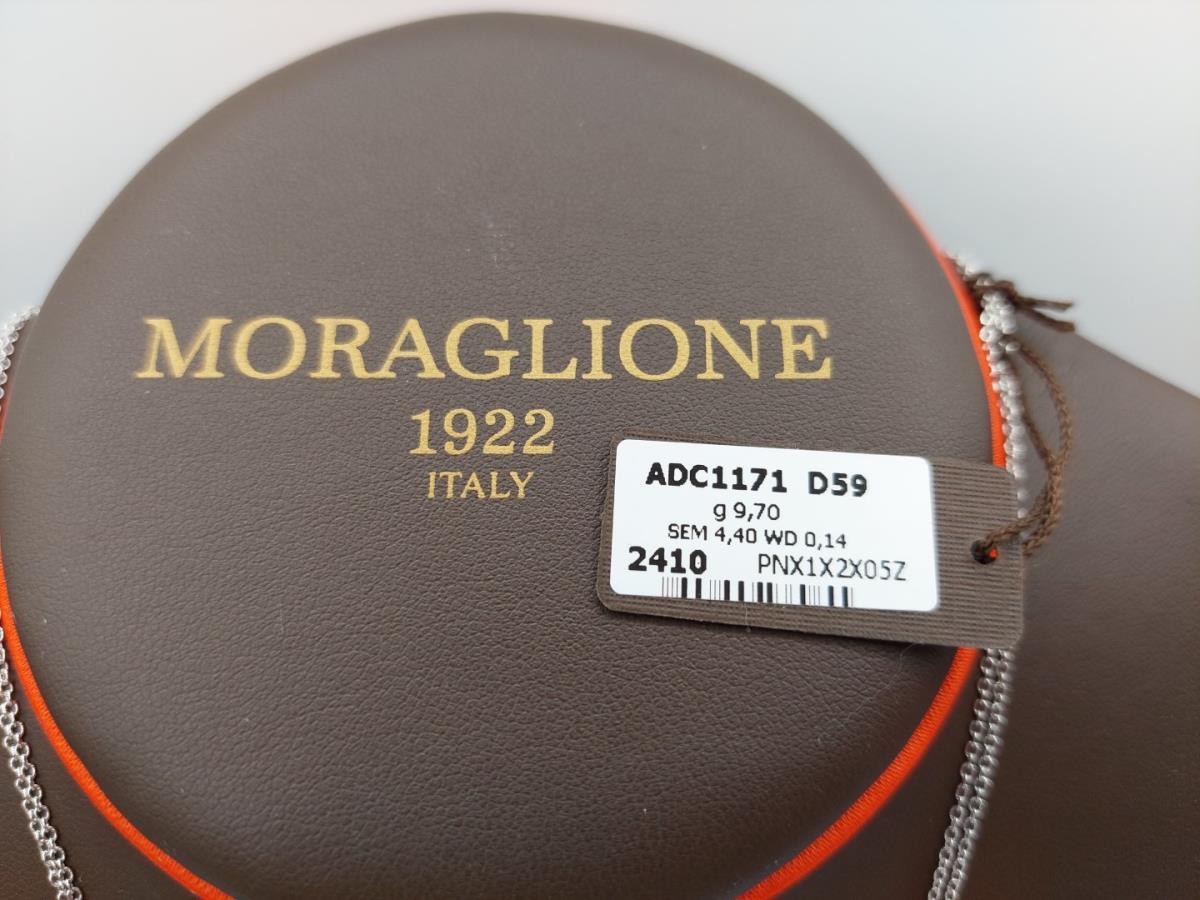 MORAGLIONE
1922
ITALY
ADC1171 D59
g 9,70
SEM 4,40 WD 0,14
2410 PNX1X2X05Z